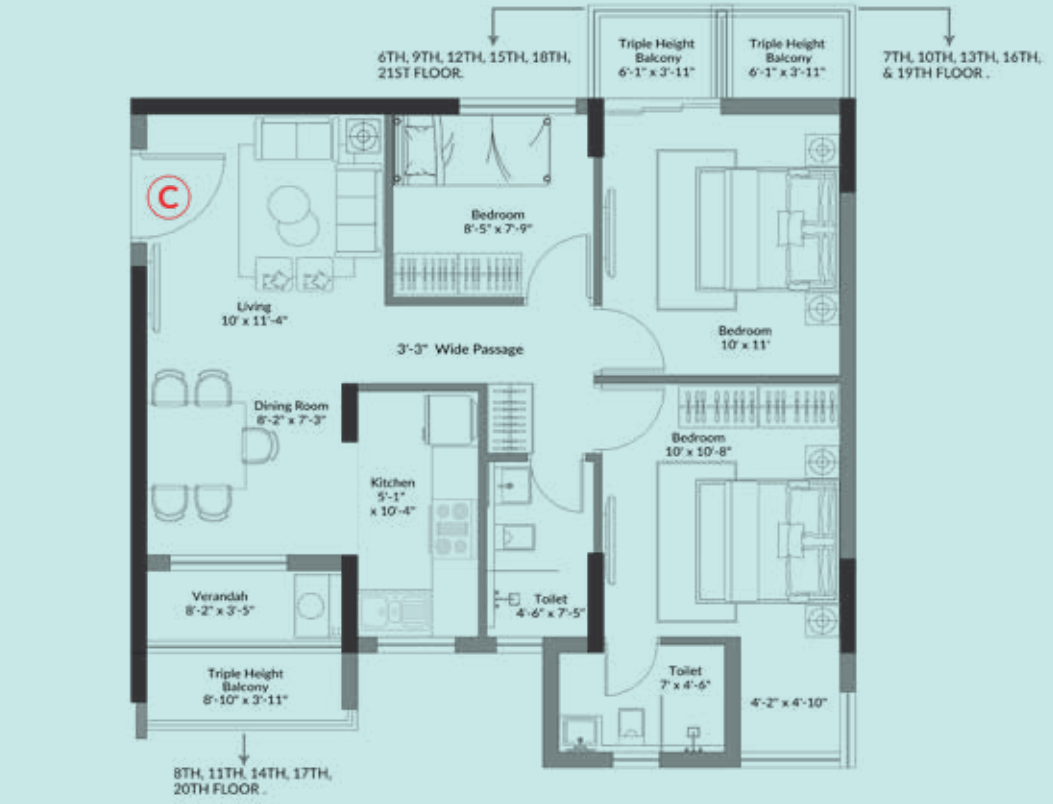 6TH, 9TH, 12TH, 15TH, 18TH,
21ST FLOOR.
Triple Height
Balcony
6'-1" x 3'-11"
Triple Height
Balcony
6'-1" x 3'-11"
7TH, 10TH, 13TH, 16TH,
& 19TH FLOOR .
C
Bedroom
8'-5" x 7'-9"
Living
10' x 11'-4"
Bedroom
10' x 11'
3'-3" Wide Passage
Dining Room
8'-2" x 7'-3"
Bedroom
10' x 10'-8"
Kitchen
5'-1"
x 10'-4"
Verandah
8'-2" x 3'-5"
Toilet
4'-6" x 7'-5"
Triple Height
Balcony
8'-10" x 3'-11"
Toilet
7' x 4'-6"
4'-2" x 4'-10"
8TH, 11TH, 14TH, 17TH,
20TH FLOOR .